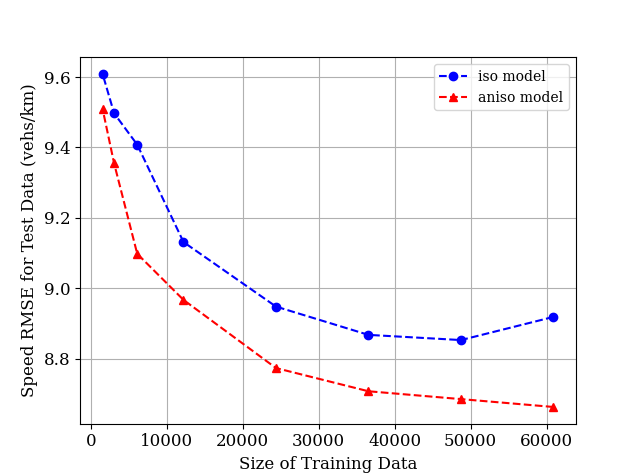 iso model
aniso model
9.6
9.4
9.2
9.0
8.8
Speed RMSE for Test Data (vehs/km)
0 10000 20000 30000 40000 50000 60000
Size of Training Data